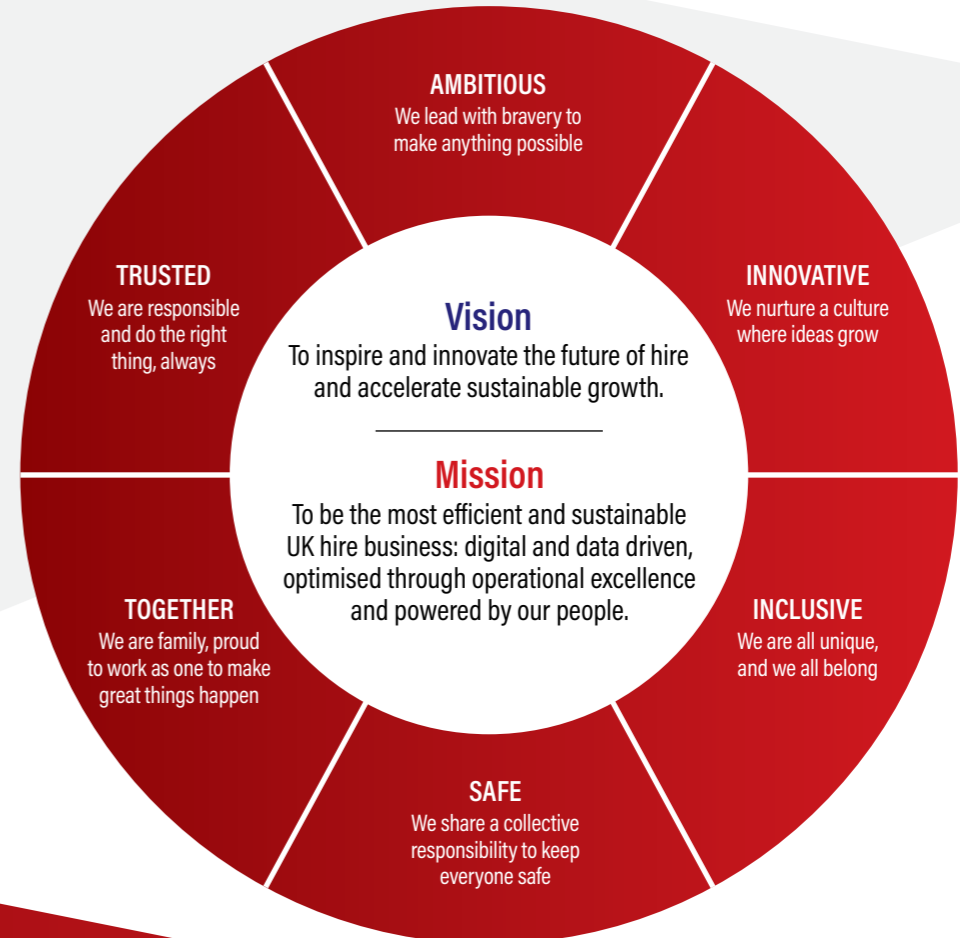 AMBITIOUS
We lead with bravery to
make anything possible
INNOVATIVE
We nurture a culture
where ideas grow
INCLUSIVE
We are all unique,
and we all belong
SAFE
We share a collective
responsibility to keep
everyone safe
TOGETHER
We are family, proud
to work as one to make
great things happen
TRUSTED
We are responsible
and do the right
thing, always
Vision
To inspire and innovate the future of hire
and accelerate sustainable growth.
Mission
To be the most efficient and sustainable
UK hire business: digital and data driven,
optimised through operational excellence
and powered by our people.